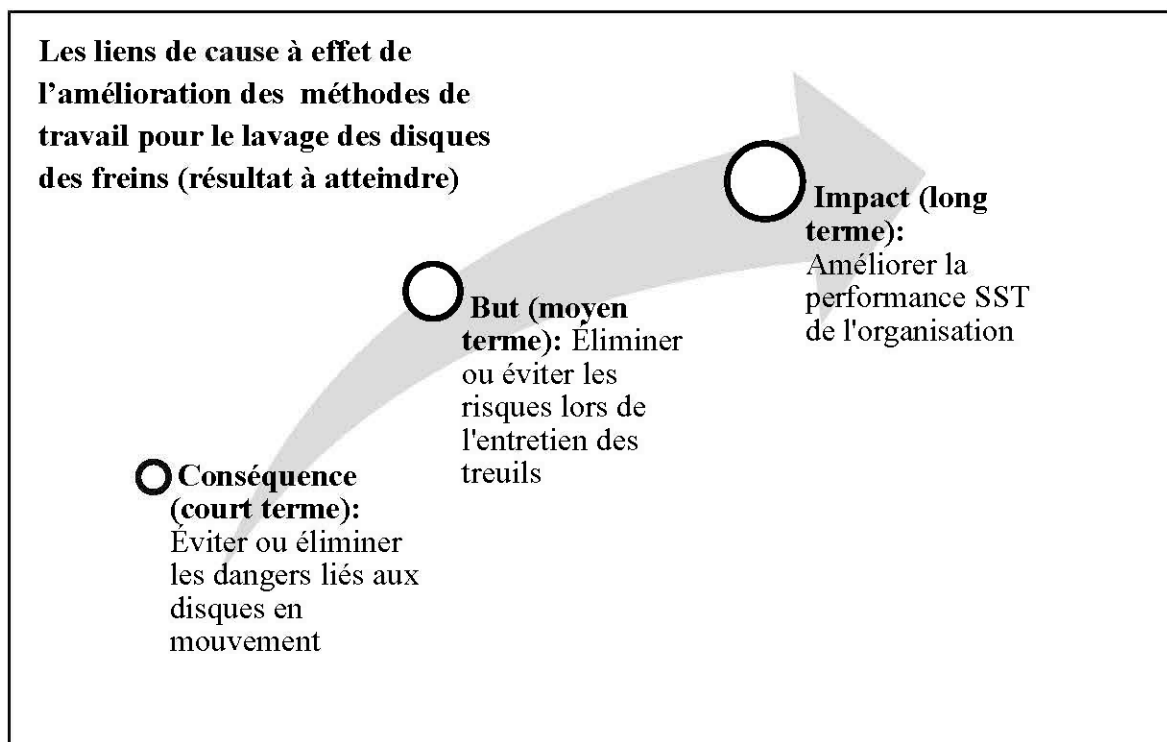 Les liens de cause à effet de
l'amélioration des méthodes de
travail pour le lavage des disques
des freins (résultat à atteindre)
Impact (long
terme):
Améliorer la
performance SST
de l'organisation
But (moyen
terme): Éliminer
ou éviter les
risques lors de
l'entretien des
treuils
Conséquence
(court terme):
Éviter ou éliminer
les dangers liés aux
disques en
mouvement